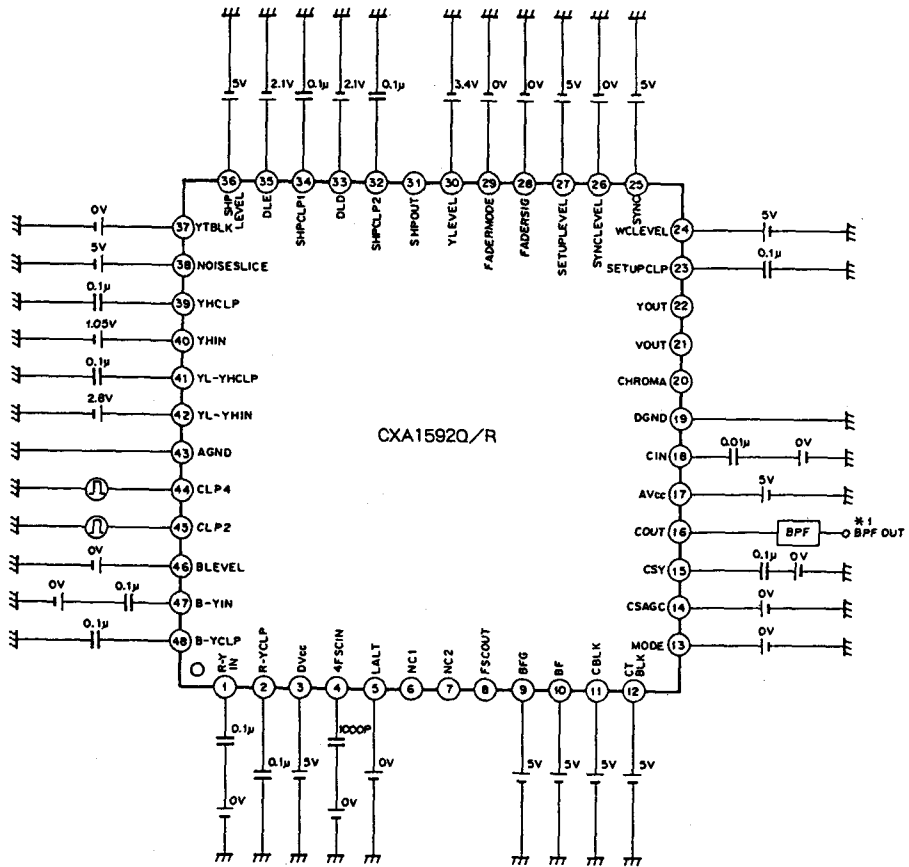 5V
2.1V
0.1μ
2.1V
0.1μ
3.4V
0V
0V
5V
0V
5V
36
35
34
33
32
31
30
29
28
27
26
25
SHP LEVEL
DLE
SHPCLP1
DLD
SHPCLP2
SHPOUT
YLEVEL
FADERMODE
FADERSIG
SETUPLEVEL
SYNCLEVEL
SYNC
0V
37 YTBLK
5V
38 NOISESLICE
0.1μ
39 YHCLP
1.05V
40 YHIN
0.1μ
41 YL-YHCLP
2.8V
42 YL-YHIN
43 AGND
44 CLP4
45 CLP2
0V
46 BLEVEL
0V 0.1μ
47 B-YIN
0.1μ
48 B-YCLP
CXA1592Q/R
WCLEVEL 24
5V
SETUPCLP 23
0.1μ
YOUT 22
VOUT 21
CHROMA 20
DGND 19
CIN 18
0.01μ 0V
AVcc 17
5V
COUT 16
BPF
*1
BPF OUT
CSY 15
0.1μ 0V
CSAGC 14
0V
MODE 13
0V
R-Y IN
R-YCLP
DVcc
4FSCIN
LALT
NC1
NC2
FSCOUT
BFG
BF
CBLK
CT BLK
1
2
3
4
5
6
7
8
9
10
11
12
0.1μ
0V
0.1μ
5V
1000P
0V
0V
5V
5V
5V
5V